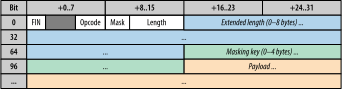 Bit +0..7 +8..15 +16..23 +24..31
0 FIN Opcode Mask Length Extended length (0–8 bytes) ...
32 ...
64 ... Masking key (0–4 bytes) ...
96 ... Payload ...
.... ...